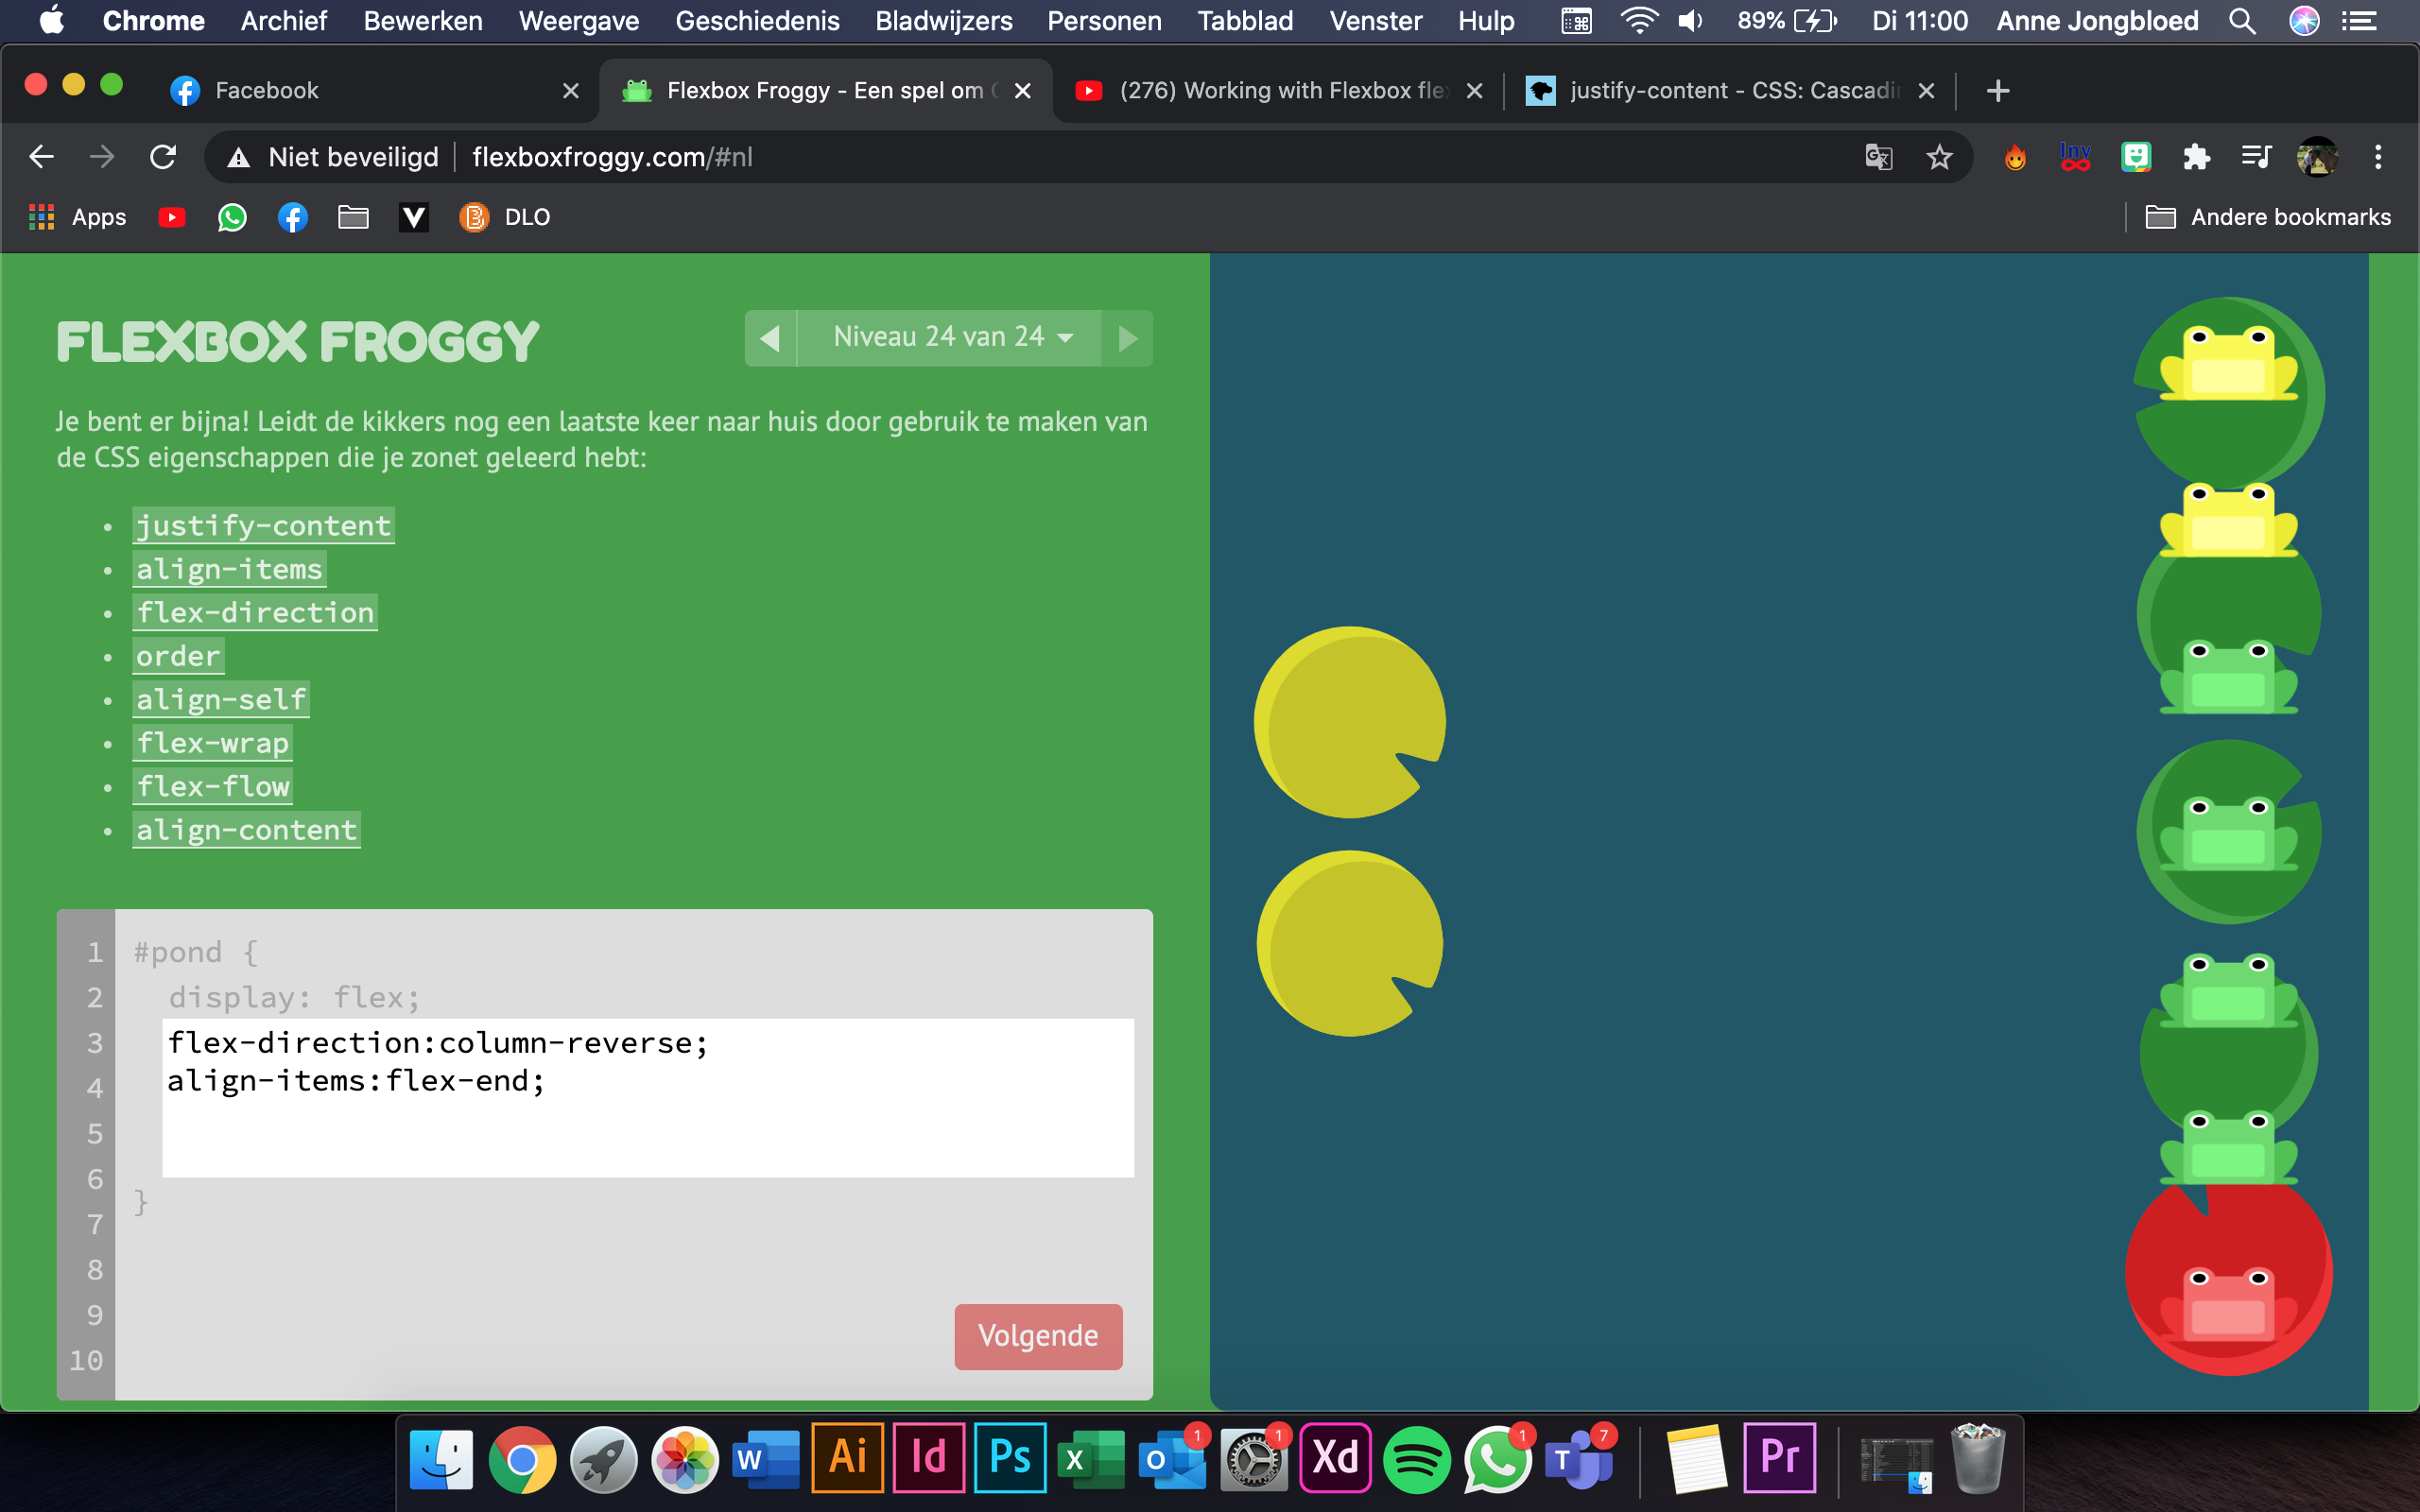 Chrome Archief Bewerken Weergave Geschiedenis Bladwijzers Personen Tabblad Venster Hulp 89% Di 11:00 Anne Jongbloed
Facebook Flexbox Froggy - Een spel om (276) Working with Flexbox fle justify-content - CSS: Cascadi
Niet beveiligd flexboxfroggy.com/#nl Inv
Apps DLO Andere bookmarks
FLEXBOX FROGGY
Niveau 24 van 24
Je bent er bijna! Leidt de kikkers nog een laatste keer naar huis door gebruik te maken van
de CSS eigenschappen die je zonet geleerd hebt:
• justify-content
• align-items
• flex-direction
• order
• align-self
• flex-wrap
• flex-flow
• align-content
1 #pond {
2 display: flex;
3 flex-direction:column-reverse;
4 align-items:flex-end;
5
6 }
7
8
9
10
Volgende
W Ai Id Ps X O 1 1 Xd 1 T 7 Pr